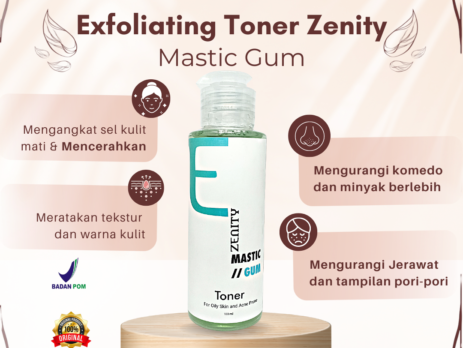 Exfoliating Toner Zenity
Mastic Gum
Mengangkat sel kulit
mati & Mencerahkan
Meratakan tekstur
dan warna kulit
Mengurangi komedo
dan minyak berlebih
Mengurangi Jerawat
dan tampilan pori-pori
ZENITY
MASTIC
// GUM
Toner
For Oily Skin and Acne Prone
BADAN POM
100%
ORIGINAL